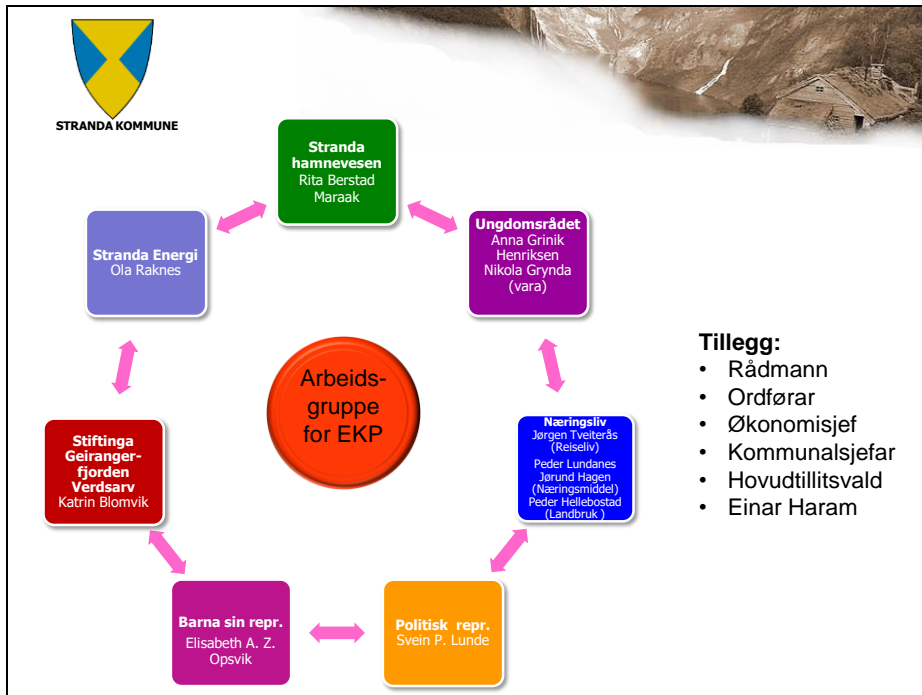 STRANDA KOMMUNE
Stranda
hamnevesen
Rita Berstad
Maraak
Ungdomsrådet
Anna Grinik
Henriksen
Nikola Grynda
(vara)
Næringsliv
Jørgen Tveiterås
(Reiseliv)
Peder Lundanes
Jørund Hagen
(Næringsmiddel)
Peder Hellebostad
(Landbruk )
Politisk repr.
Svein P. Lunde
Barna sin repr.
Elisabeth A. Z.
Opsvik
Stiftinga
Geiranger-
fjorden
Verdsarv
Katrin Blomvik
Stranda Energi
Ola Raknes
Arbeids-
gruppe
for EKP
Tillegg:
• Rådmann
• Ordførar
• Økonomisjef
• Kommunalsjefar
• Hovudtillitsvald
• Einar Haram